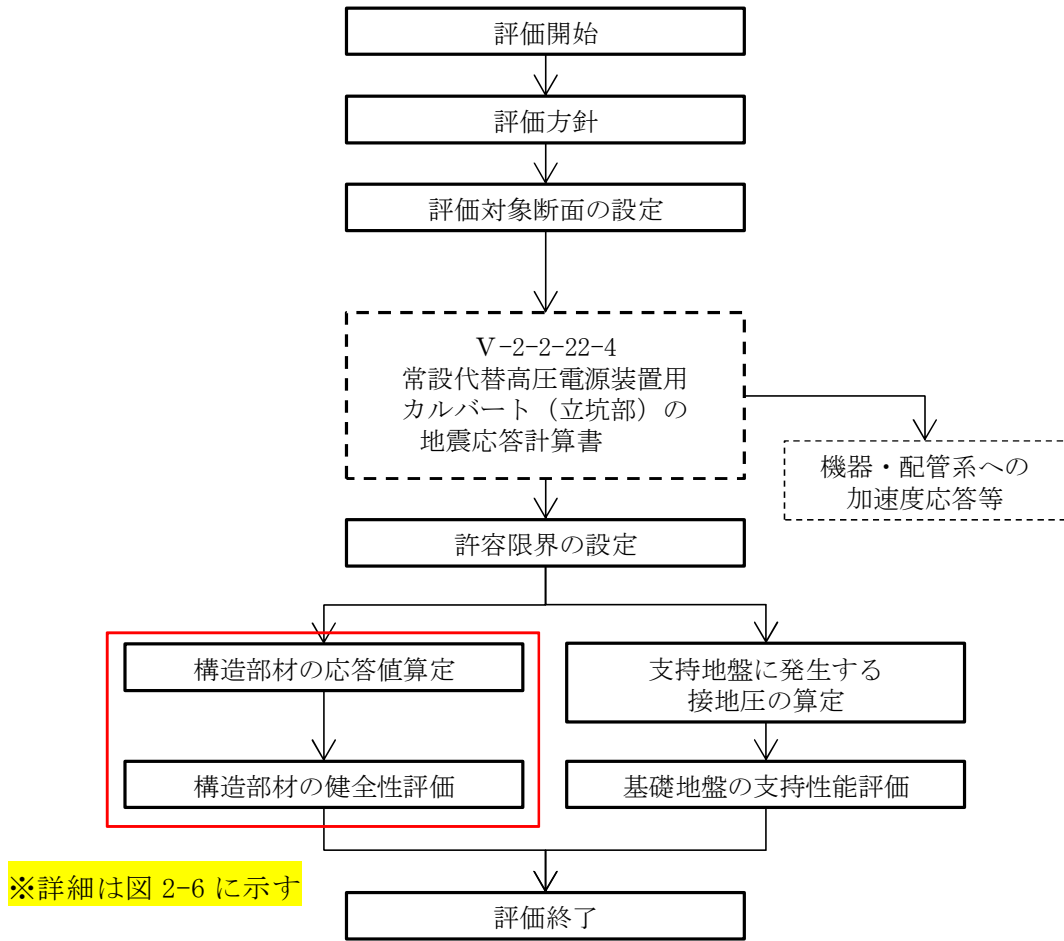 評価開始
評価方針
評価対象断面の設定
Ⅴ-2-2-22-4
常設代替高圧電源装置用
カルバート（立坑部）の
地震応答計算書
機器・配管系への
加速度応答等
許容限界の設定
構造部材の応答値算定
支持地盤に発生する
接地圧の算定
構造部材の健全性評価
基礎地盤の支持性能評価
※詳細は図 2-6 に示す
評価終了